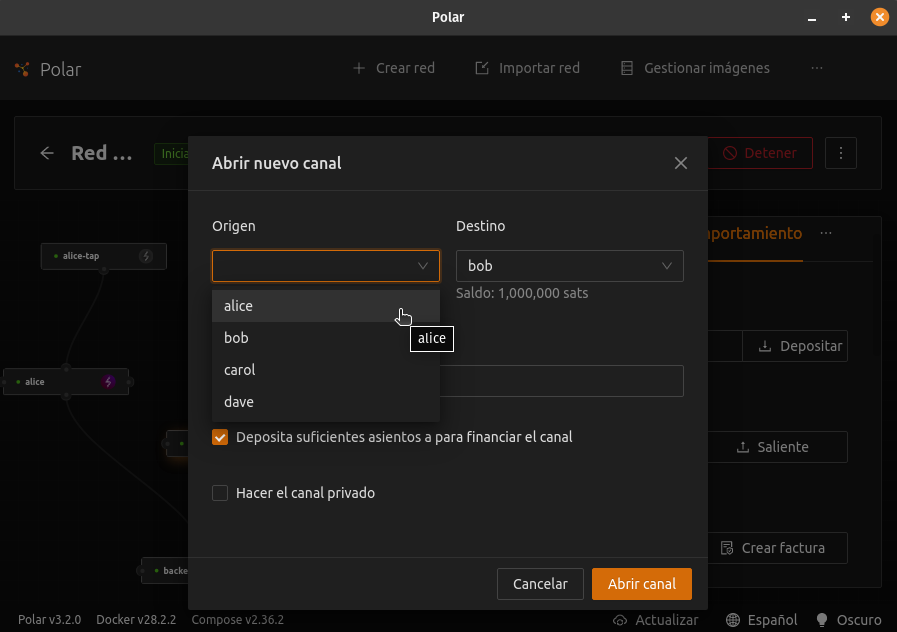 Polar
Polar
Crear red
Importar red
Gestionar imágenes
Red ...
Inicia
Detener
Abrir nuevo canal
Origen
Destino
bob
Saldo: 1,000,000 sats
alice
bob
carol
dave
alice
Deposita suficientes asientos a para financiar el canal
Hacer el canal privado
Cancelar
Abrir canal
alice-tap
alice
backe
portamiento
Depositar
Saliente
Crear factura
Polar v3.2.0
Docker v28.2.2
Compose v2.36.2
Actualizar
Español
Oscuro